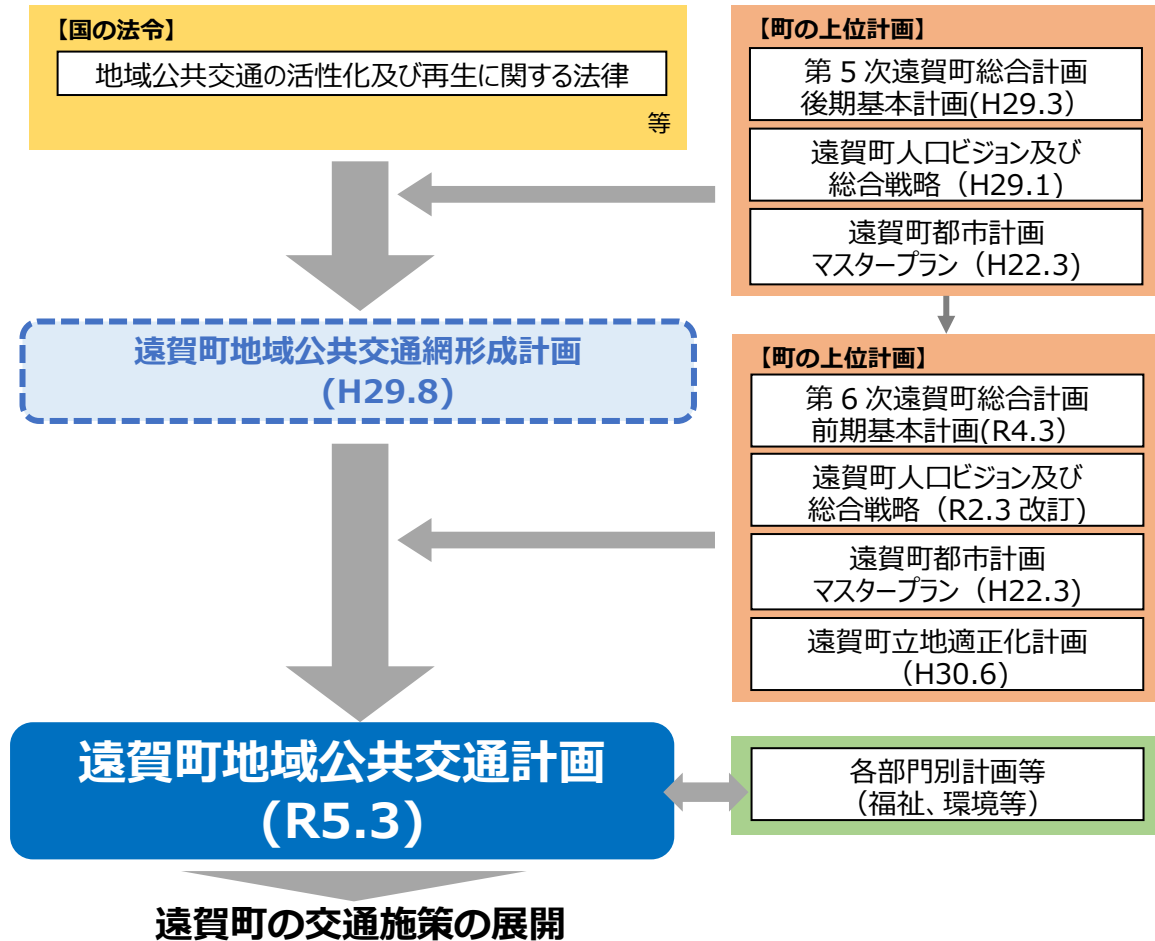 【国の法令】
地域公共交通の活性化及び再生に関する法律
等
【町の上位計画】
第5次遠賀町総合計画
後期基本計画(H29.3）
遠賀町人口ビジョン及び
総合戦略（H29.1)
遠賀町都市計画
マスタープラン（H22.3)
遠賀町地域公共交通網形成計画
(H29.8)
【町の上位計画】
第6次遠賀町総合計画
前期基本計画(R4.3）
遠賀町人口ビジョン及び
総合戦略（R2.3改訂)
遠賀町都市計画
マスタープラン（H22.3)
遠賀町立地適正化計画
（H30.6)
遠賀町地域公共交通計画
(R5.3)
各部門別計画等
（福祉、環境等）
遠賀町の交通施策の展開